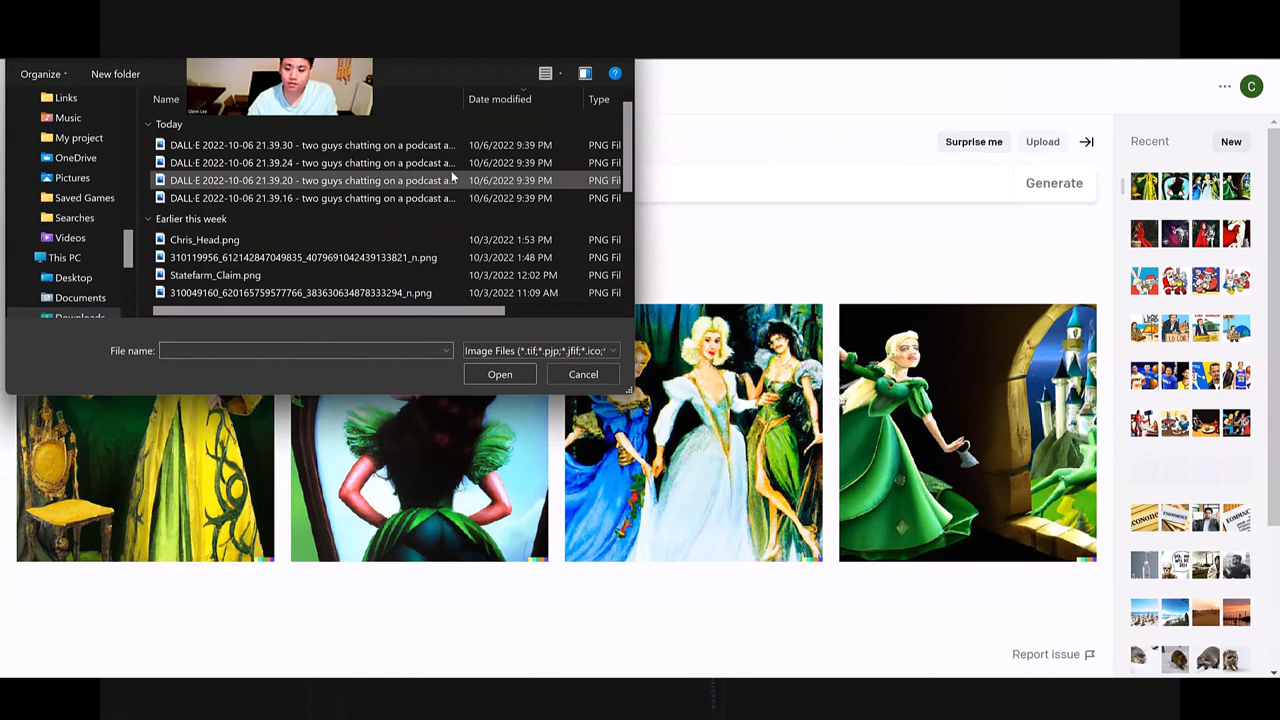 Organize
New folder
Glenn Lee
Links
Music
My project
OneDrive
Pictures
Saved Games
Searches
Videos
This PC
Desktop
Documents
Downloads
Name
Date modified
Type
Today
DALL·E 2022-10-06 21.39.30 - two guys chatting on a podcast a... 10/6/2022 9:39 PM PNG Fil
DALL·E 2022-10-06 21.39.24 - two guys chatting on a podcast a... 10/6/2022 9:39 PM PNG Fil
DALL·E 2022-10-06 21.39.20 - two guys chatting on a podcast a... 10/6/2022 9:39 PM PNG Fil
DALL·E 2022-10-06 21.39.16 - two guys chatting on a podcast a... 10/6/2022 9:39 PM PNG Fil
Earlier this week
Chris_Head.png 10/3/2022 1:53 PM PNG Fil
310119956_612142847049835_4079691042439133821_n.png 10/3/2022 1:48 PM PNG Fil
Statefarm_Claim.png 10/3/2022 12:02 PM PNG Fil
310049160_620165759577766_383630634878333294_n.png 10/3/2022 11:09 AM PNG Fil
File name:
Image Files (*.tif;*.pjp;*.jfif;*.ico;
Open
Cancel
C
Surprise me
Upload
Generate
Recent
New
Report issue